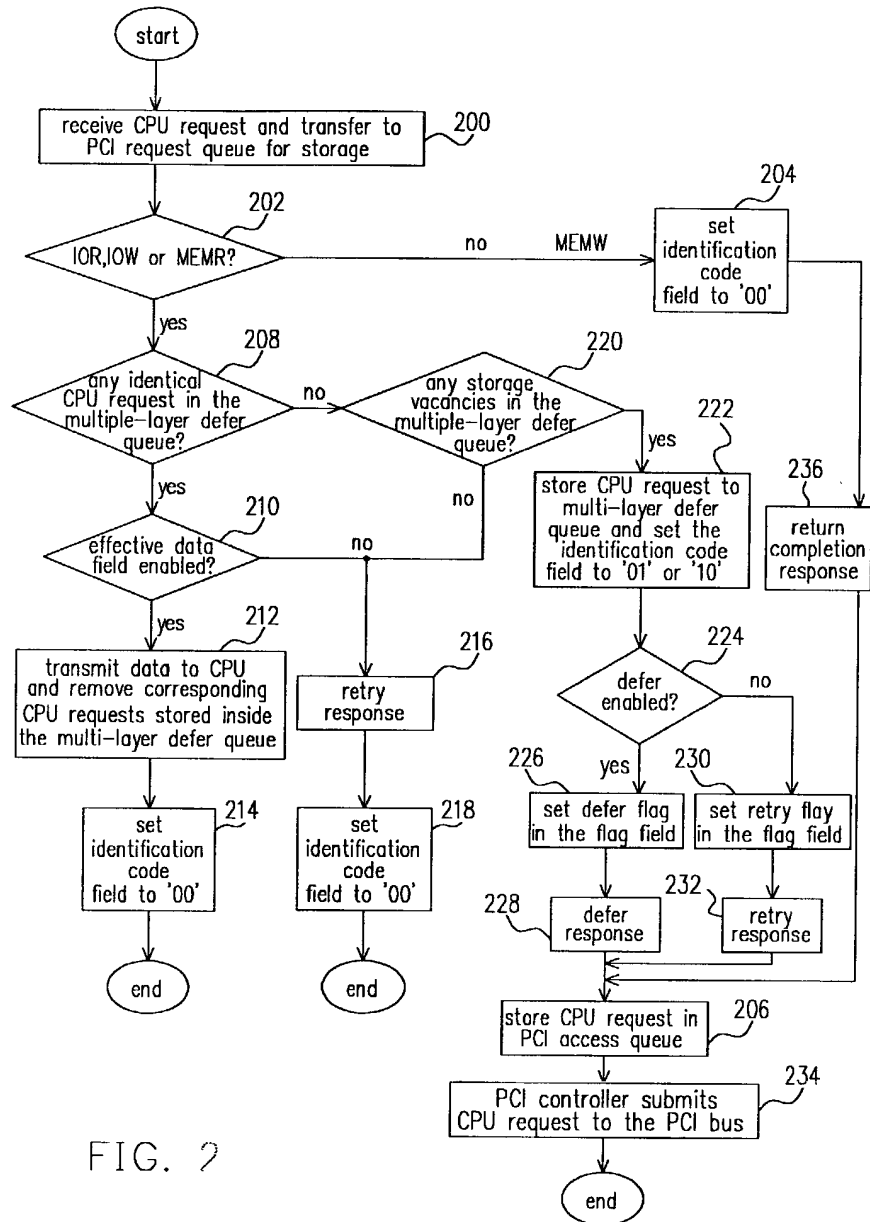 start
receive CPU request and transfer to
PCI request queue for storage
200
202
IOR,IOW or MEMR?
no
MEMW
204
set
identification
code
field to '00'
yes
208
any identical
CPU request in the
multiple-layer defer
queue?
no
220
any storage
vacancies in the
multiple-layer defer
queue?
yes
222
store CPU request to
multi-layer defer
queue and set the
identification code
field to '01' or '10'
236
return
completion
response
yes
no
210
effective data
field enabled?
no
yes
212
transmit data to CPU
and remove corresponding
CPU requests stored inside
the multi-layer defer queue
216
retry
response
224
defer
enabled?
no
yes
226
set defer flag
in the flag field
230
set retry flay
in the flag field
214
set
identification
code
field to '00'
218
set
identification
code
field to '00'
228
defer
response
232
retry
response
end
end
206
store CPU request in
PCI access queue
234
PCI controller submits
CPU request to the PCI bus
end
FIG. 2